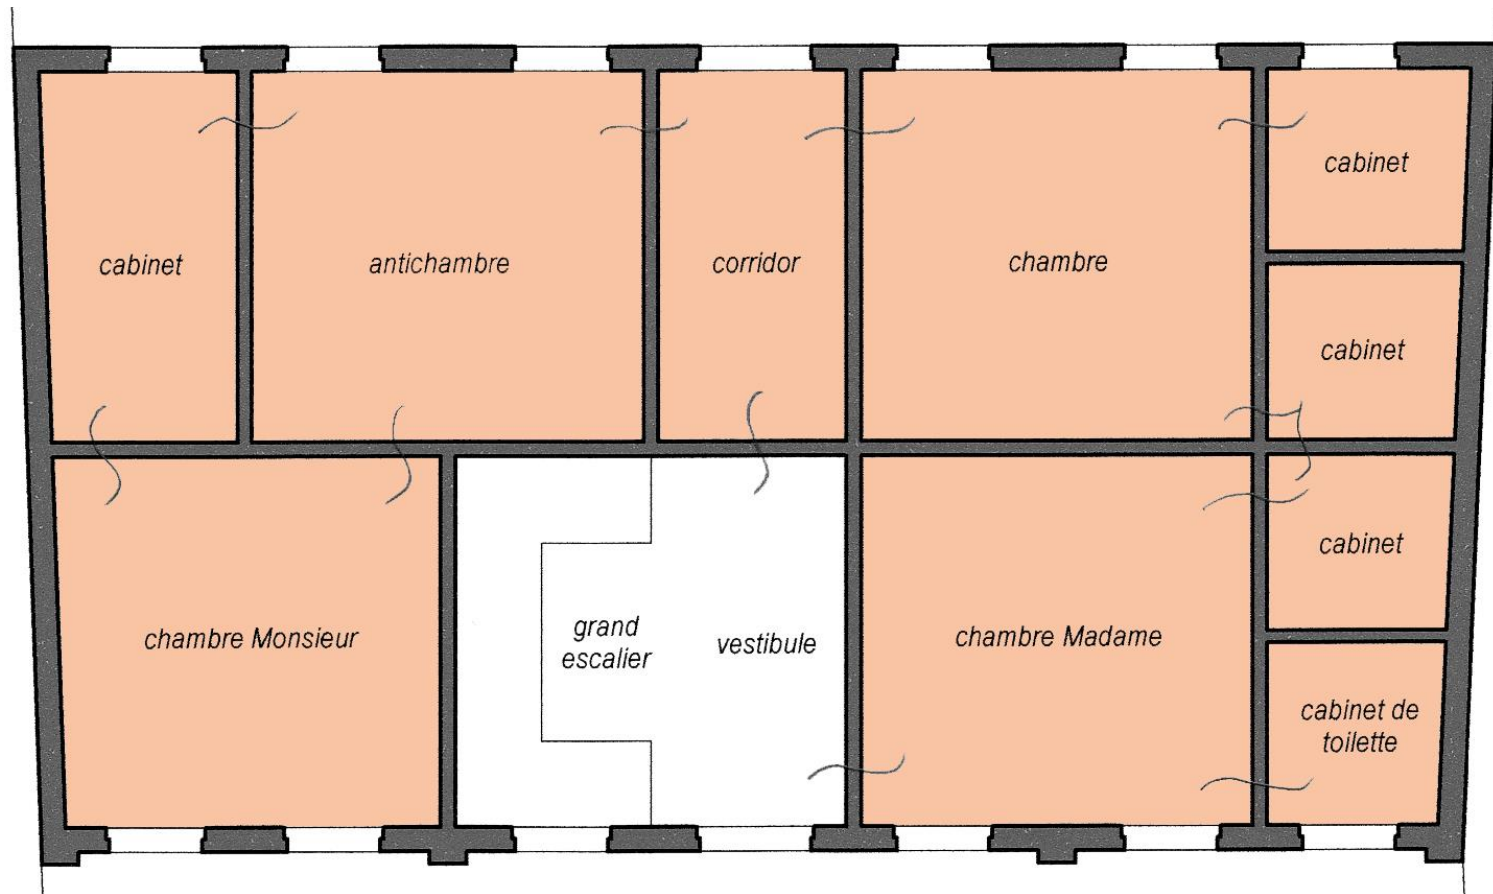 cabinet
antichambre
corridor
chambre
cabinet
cabinet
chambre Monsieur
grand
escalier
vestibule
chambre Madame
cabinet
cabinet de
toilette